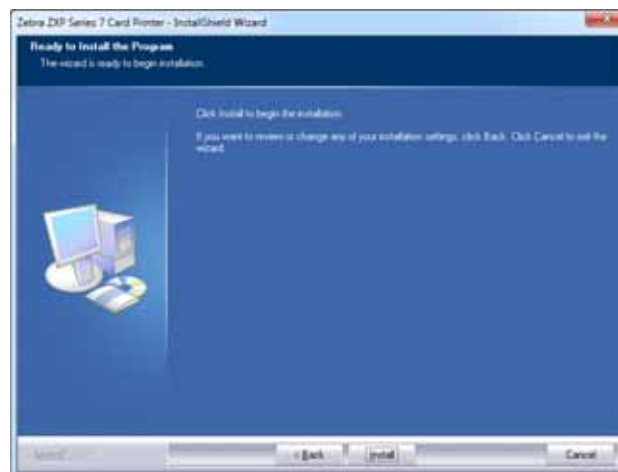 Zebra ZXP Series 7 Card Printer - InstallShield Wizard
Ready to Install the Program
The wizard is ready to begin installation.
Click Install to begin the installation.
If you want to review or change any of your installation settings, click Back. Click Cancel to exit the
wizard.
< Back
Install
Cancel